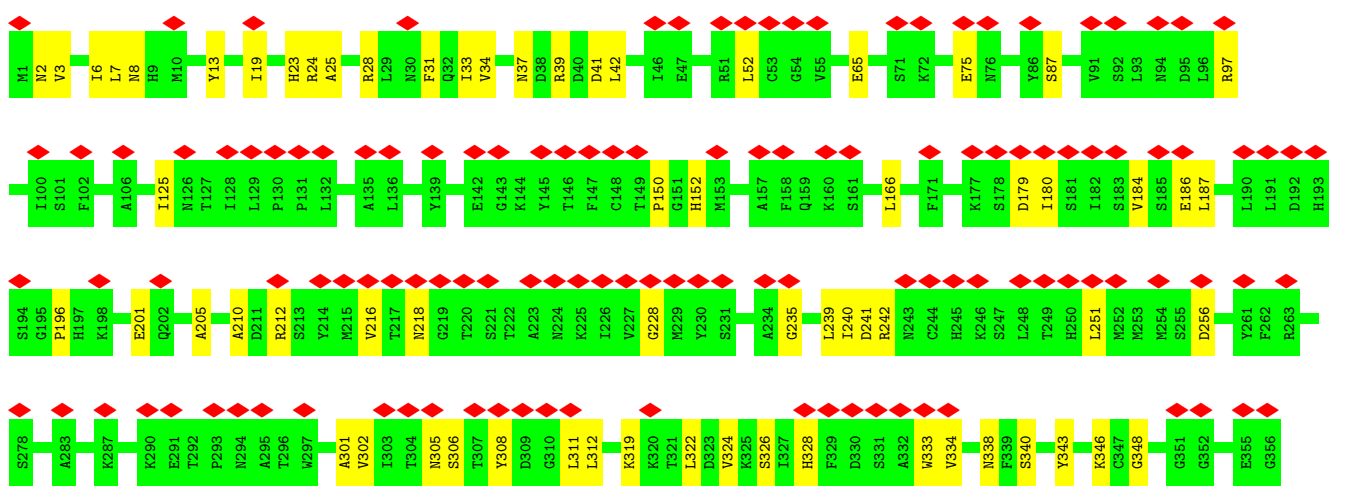 M1 N2 V3 I6 L7 N8 H9 M10 Y13 I19 H23 R24 A25 R28 L29 N30 F31 Q32 I33 V34 N37 D38 R39 D40 D41 L42 I46 E47 R51 L52 C53 G54 V55 E65 S71 K72 E75 N76 Y86 S87 V91 S92 L93 N94 D95 L96 R97
I100 S101 F102 A106 I125 N126 T127 I128 L129 P130 P131 L132 A135 L136 Y139 E142 G143 K144 Y145 T146 F147 C148 T149 P150 G151 H152 M153 A157 F158 Q159 K160 S161 L166 F171 K177 S178 D179 I180 S181 I182 S183 V184 S185 E186 L187 L190 L191 D192 H193
S194 G195 P196 H197 K198 E201 Q202 A205 A210 D211 R212 S213 Y214 M215 V216 T217 N218 G219 T220 S221 T222 A223 N224 K225 I226 V227 G228 M229 Y230 S231 A234 G235 L239 I240 D241 R242 N243 C244 H245 K246 S247 L248 T249 H250 L251 M252 M253 M254 S255 D256 Y261 F262 R263
S278 A283 K287 K290 E291 T292 P293 N294 A295 T296 W297 A301 V302 I303 T304 N305 S306 T307 Y308 D309 G310 L311 L312 K319 K320 T321 L322 D323 V324 K325 S326 I327 H328 F329 D330 S331 A332 W333 V334 N338 F339 S340 Y343 K346 C347 G348 G351 G352 E355 G356